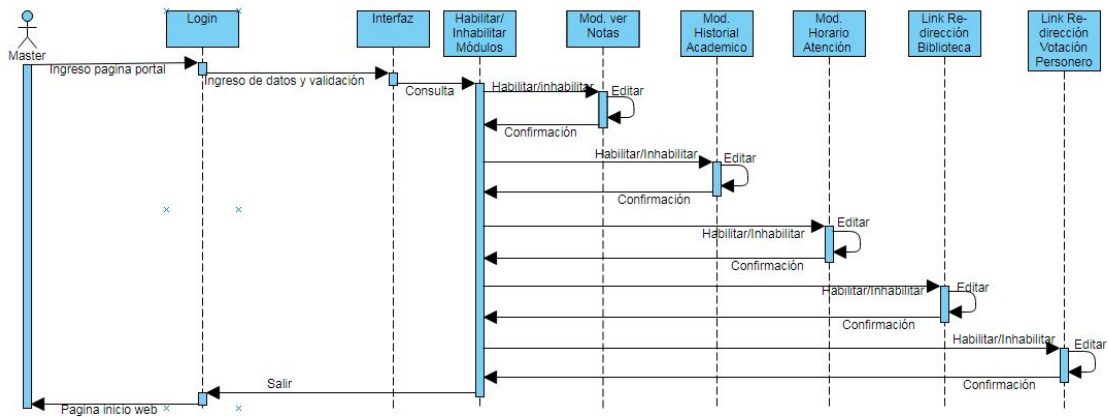 Master
Login
Interfaz
Habilitar/
Inhabilitar
Módulos
Mod. ver
Notas
Mod.
Historial
Academico
Mod.
Horario
Atención
Link Re-
dirección
Biblioteca
Link Re-
dirección
Votación
Personero
Ingreso pagina portal
Ingreso de datos y validación
Consulta
Habilitar/inhabilitar
Editar
Confirmación
Habilitar/Inhabilitar
Editar
Confirmación
Habilitar/Inhabilitar
Editar
Confirmación
Habilitar/Inhabilitar
Editar
Confirmación
Habilitar/Inhabilitar
Editar
Confirmación
Salir
Pagina inicio web